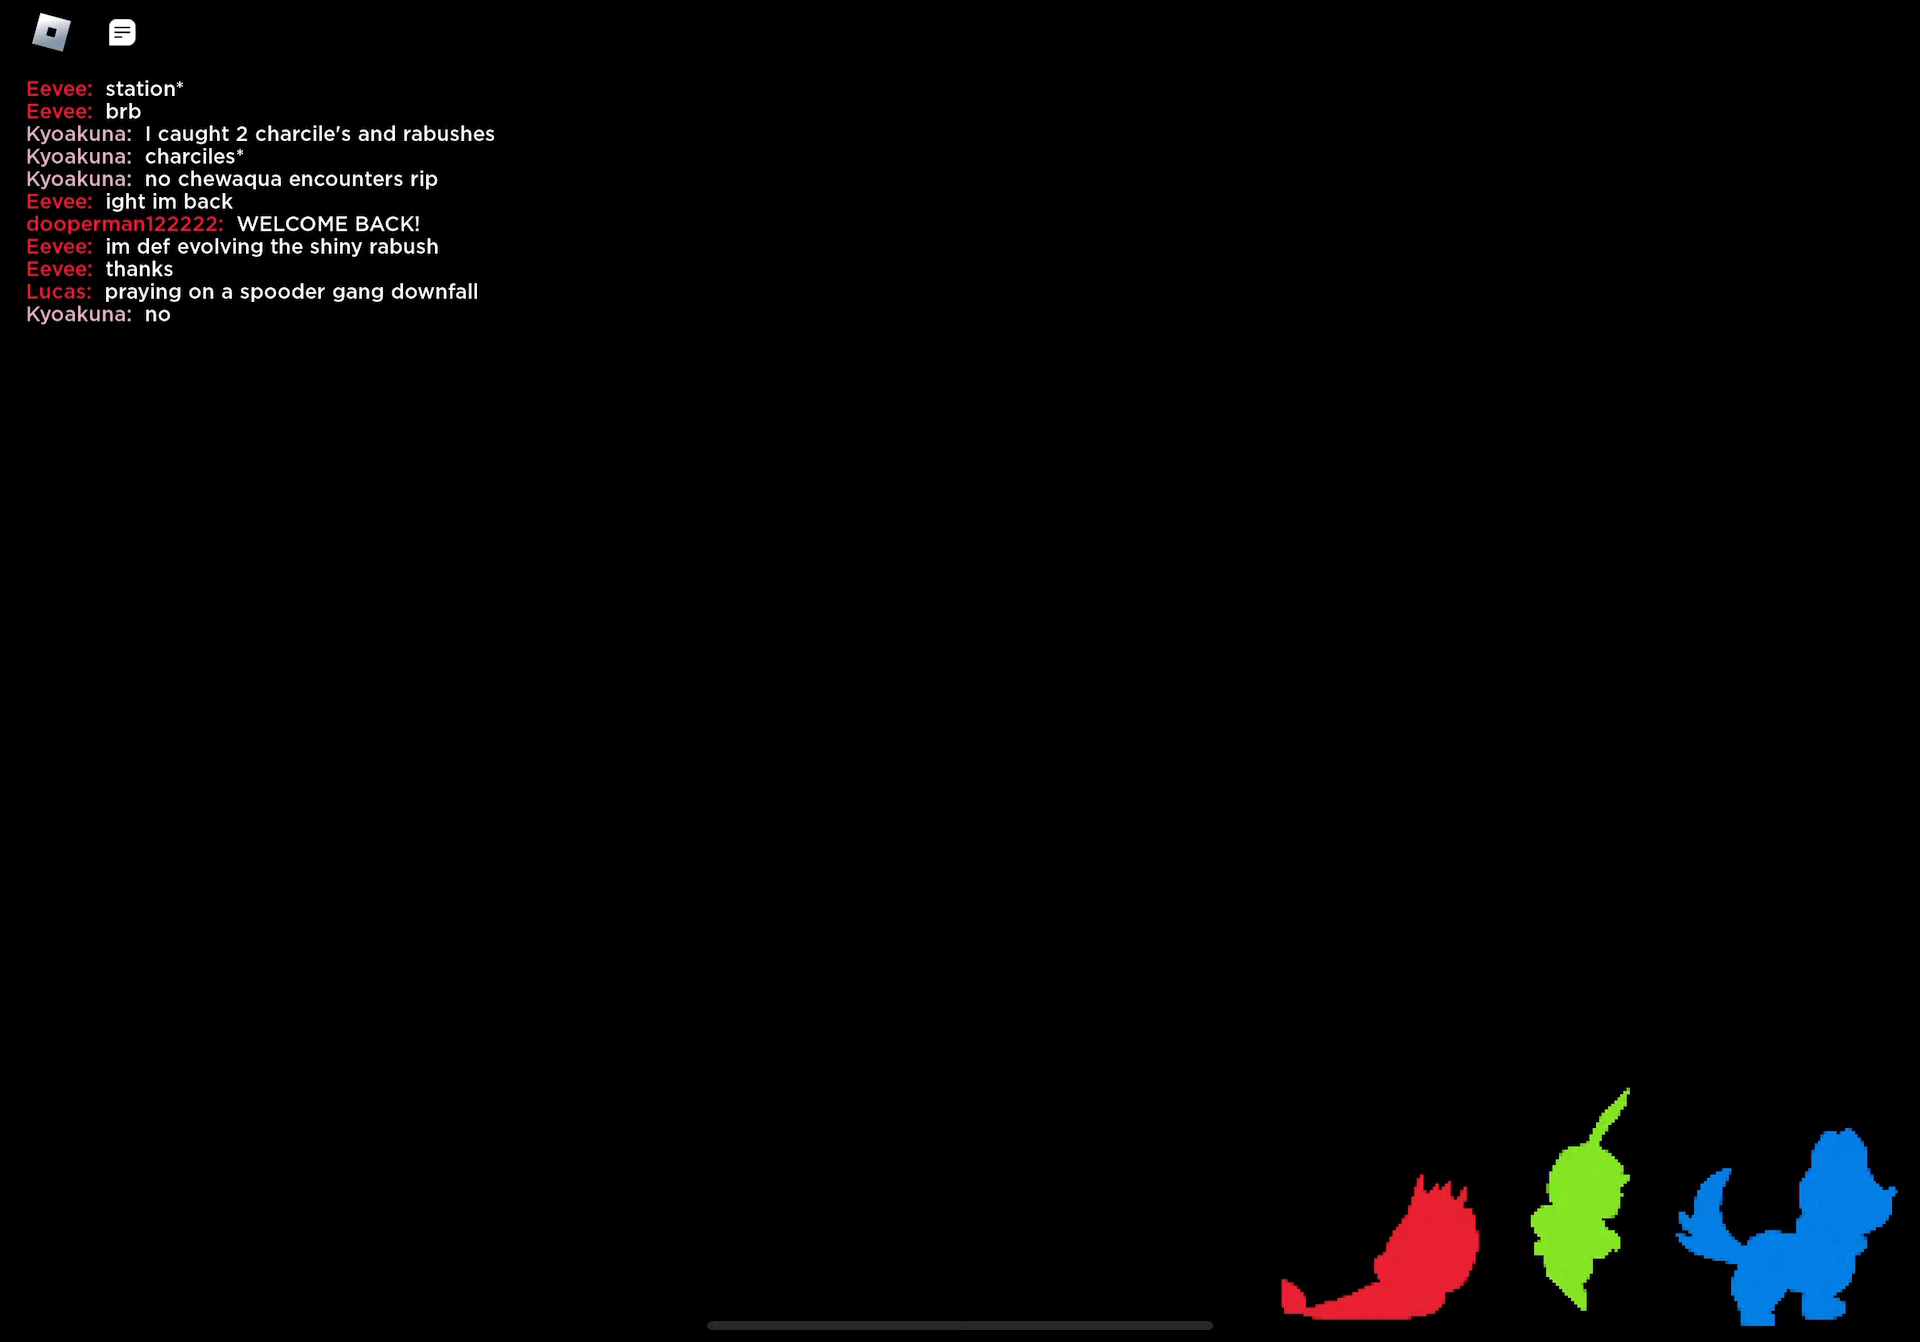 Eevee: station*
Eevee: brb
Kyoakuna: I caught 2 charcile's and rabushes
Kyoakuna: charciles*
Kyoakuna: no chewaqua encounters rip
Eevee: ight im back
dooperman122222: WELCOME BACK!
Eevee: im def evolving the shiny rabush
Eevee: thanks
Lucas: praying on a spooder gang downfall
Kyoakuna: no